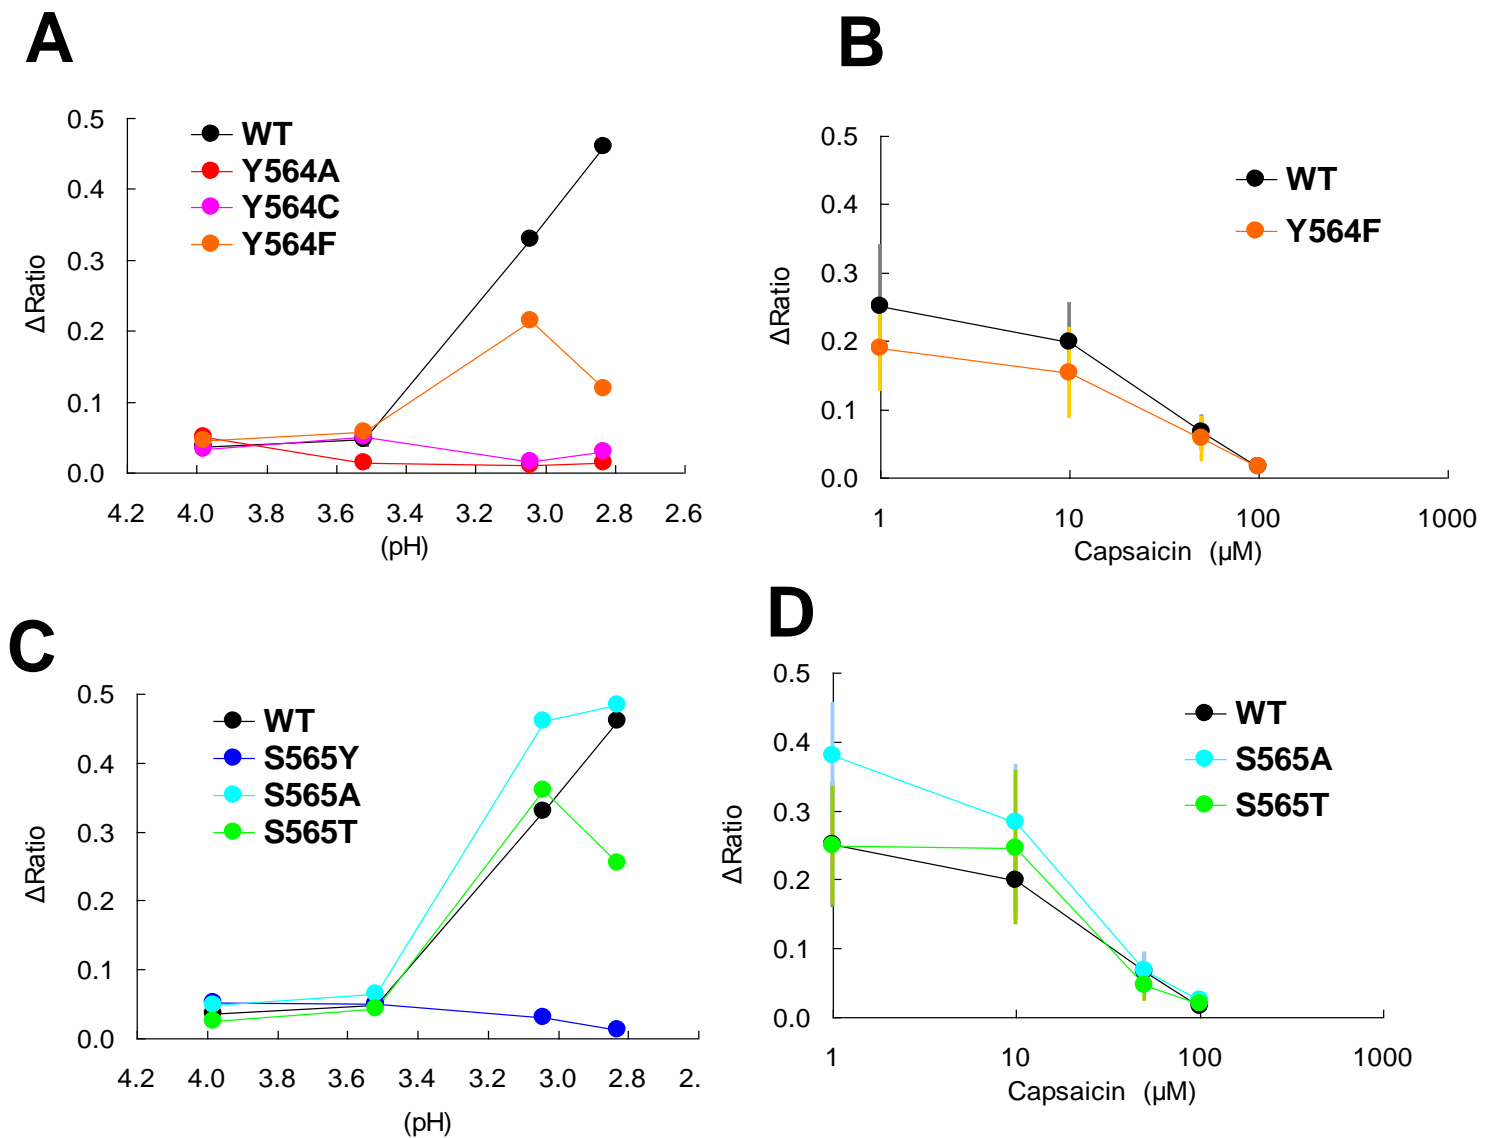 A
0.5
0.4
0.3
0.2
0.1
0.0
ΔRatio
WT
Y564A
Y564C
Y564F
4.2 4.0 3.8 3.6 3.4 3.2 3.0 2.8 2.6
(pH)
B
0.5
0.4
0.3
0.2
0.1
0.0
ΔRatio
WT
Y564F
1 10 100 1000
Capsaicin (µM)
C
0.5
0.4
0.3
0.2
0.1
0.0
ΔRatio
WT
S565Y
S565A
S565T
4.2 4.0 3.8 3.6 3.4 3.2 3.0 2.8 2.
(pH)
D
0.5
0.4
0.3
0.2
0.1
0.0
ΔRatio
WT
S565A
S565T
1 10 100 1000
Capsaicin (µM)